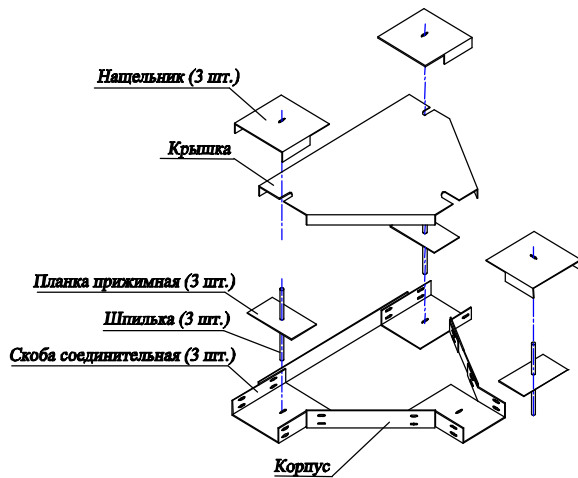 Нащельник (3 шт.)
Крышка
Планка прижимная (3 шт.)
Шпилька (3 шт.)
Скоба соединительная (3 шт.)
Корпус